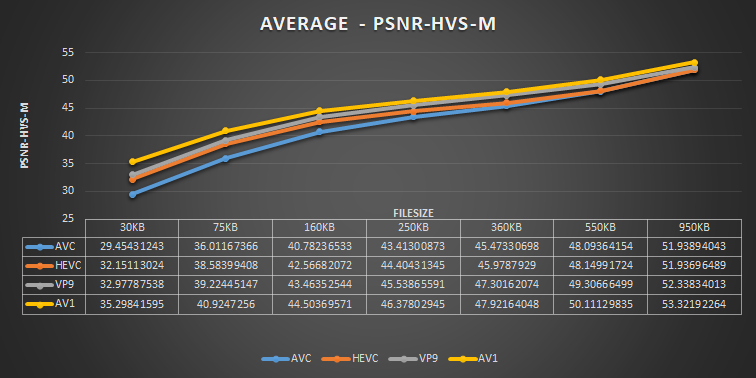 AVERAGE - PSNR-HVS-M
55
50
45
40
35
30
25
PSNR-HVS-M
FILESIZE
30KB 75KB 160KB 250KB 360KB 550KB 950KB
AVC 29.45431243 36.01167366 40.78236533 43.41300873 45.47330698 48.09364154 51.93894043
HEVC 32.15113024 38.58399408 42.56682072 44.40431345 45.9787929 48.14991724 51.93696489
VP9 32.97787538 39.22445147 43.46352544 45.53865591 47.30162074 49.30666499 52.33834013
AV1 35.29841595 40.9247256 44.50369571 46.37802945 47.92164048 50.11129835 53.32192264
AVC HEVC VP9 AV1